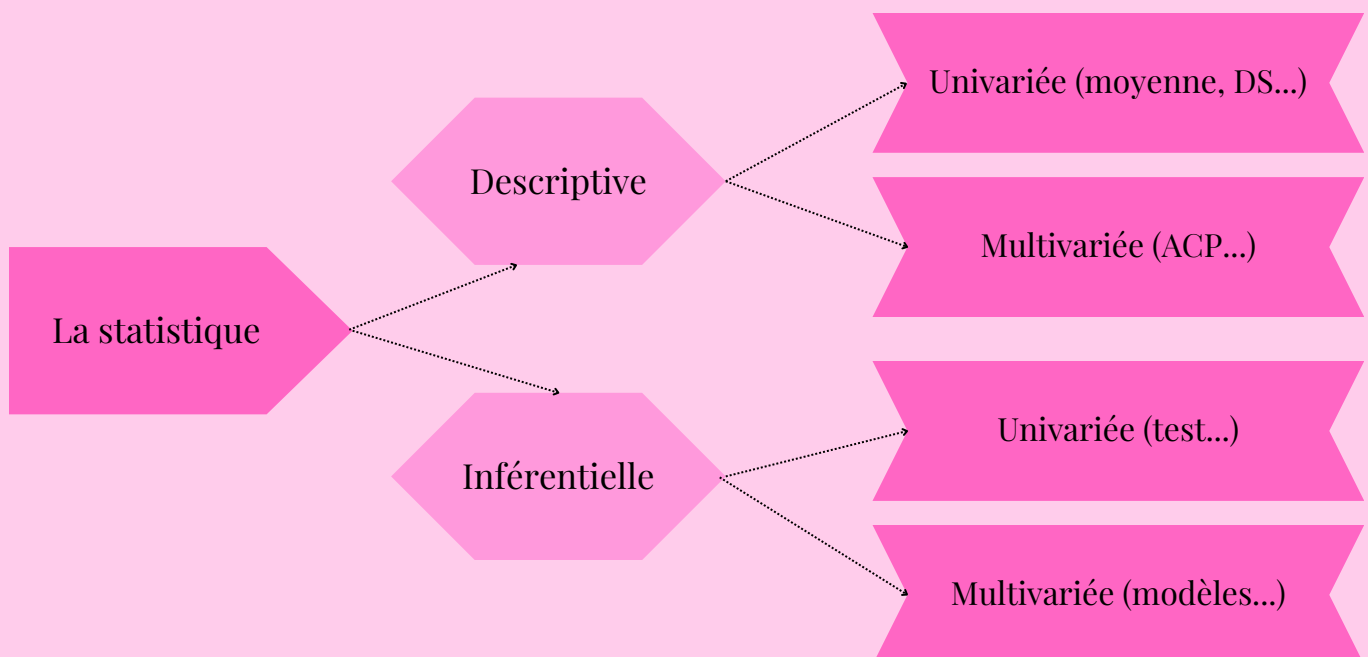 La statistique
Descriptive
Univariée (moyenne, DS...)
Multivariée (ACP...)
Inférentielle
Univariée (test...)
Multivariée (modèles...)